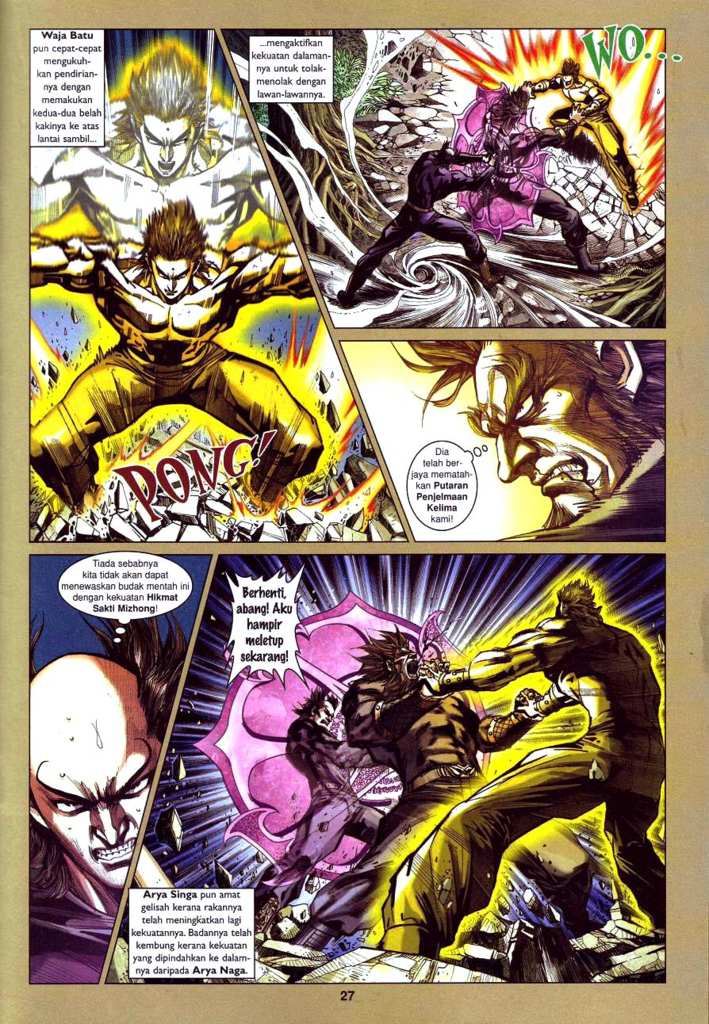 Waja Batu
pun cepat-cepat
mengukuh-
kan pendirian-
nya dengan
memakukan
kedua-dua belah
kakinya ke atas
lantai sambil...
...mengaktifkan
kekuatan dalaman-
nya untuk tolak-
menolak dengan
lawan-lawannya.
WO...
PONG!
Dia
telah ber-
jaya mematah-
kan Putaran
Penjelmaan
Kelima
kami!
Tiada sebabnya
kita tidak akan dapat
menewaskan budak mentah ini
dengan kekuatan Hikmat
Sakti Mizhong!
Berhenti,
abang! Aku
hampir
meletup
sekarang!
Arya Singa pun amat
gelisah kerana rakannya
telah meningkatkan lagi
kekuatannya. Badannya telah
kembung kerana kekuatan
yang dipindahkan ke dalam-
nya daripada Arya Naga.
27